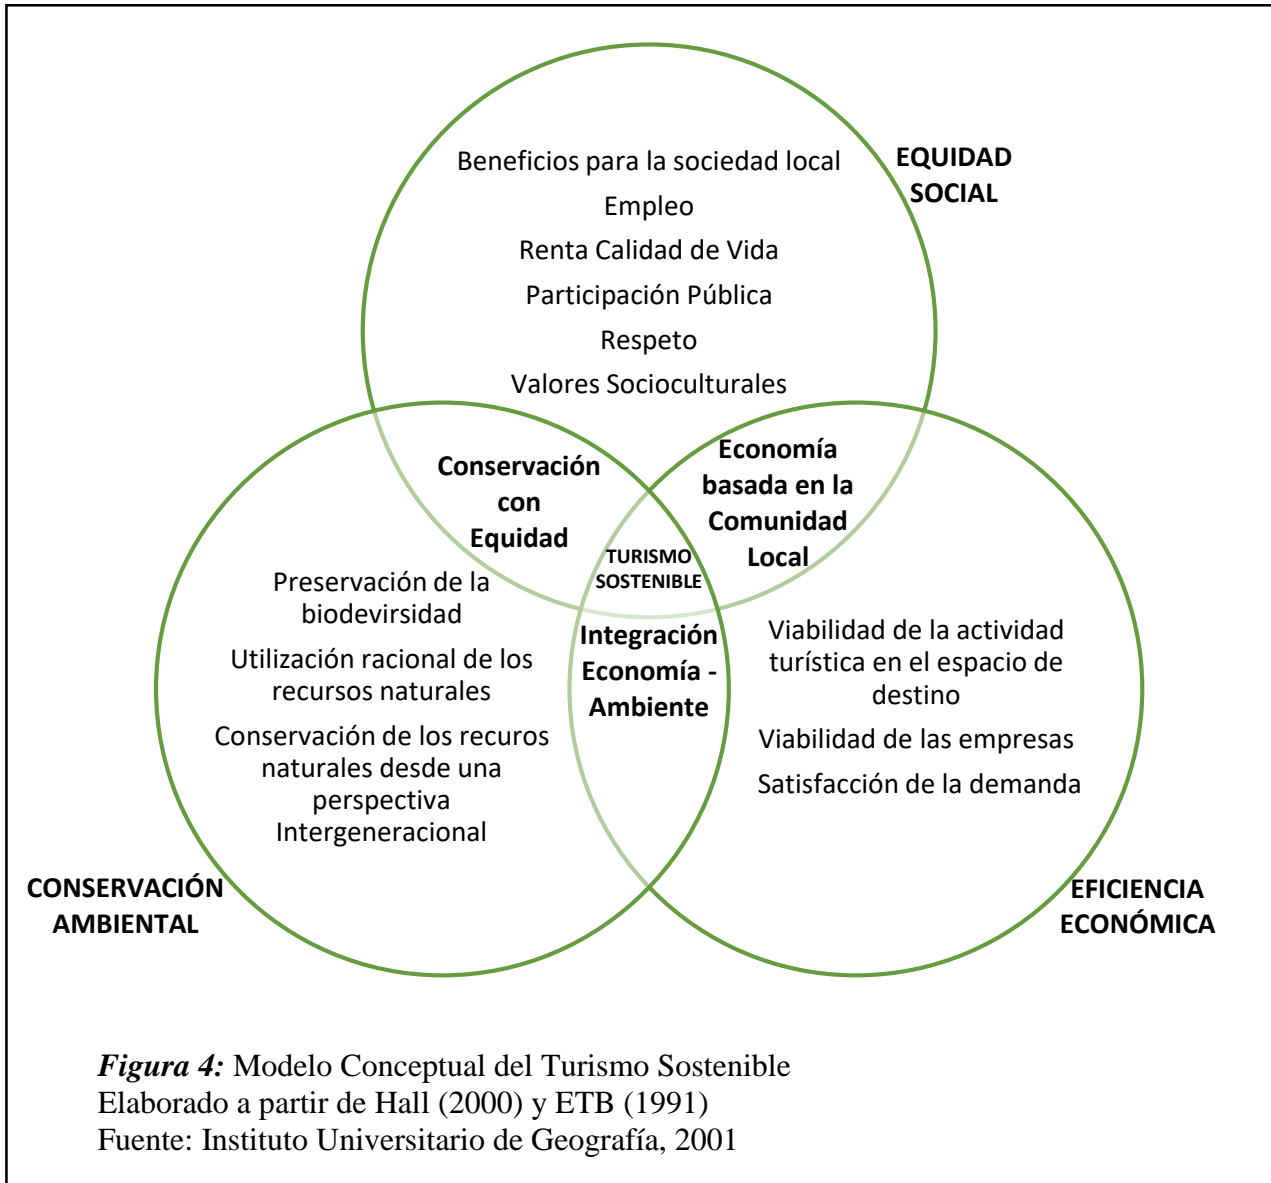 Beneficios para la sociedad local
Empleo
Renta Calidad de Vida
Participación Pública
Respeto
Valores Socioculturales
EQUIDAD
SOCIAL
Conservación
con
Equidad
Economía
basada en la
Comunidad
Local
TURISMO
SOSTENIBLE
Integración
Economía -
Ambiente
Preservación de la
biodevirsidad
Utilización racional de los
recursos naturales
Conservación de los recuros
naturales desde una
perspectiva
Intergeneracional
Viabilidad de la actividad
turística en el espacio de
destino
Viabilidad de las empresas
Satisfacción de la demanda
CONSERVACIÓN
AMBIENTAL
EFICIENCIA
ECONÓMICA
Figura 4: Modelo Conceptual del Turismo Sostenible
Elaborado a partir de Hall (2000) y ETB (1991)
Fuente: Instituto Universitario de Geografía, 2001